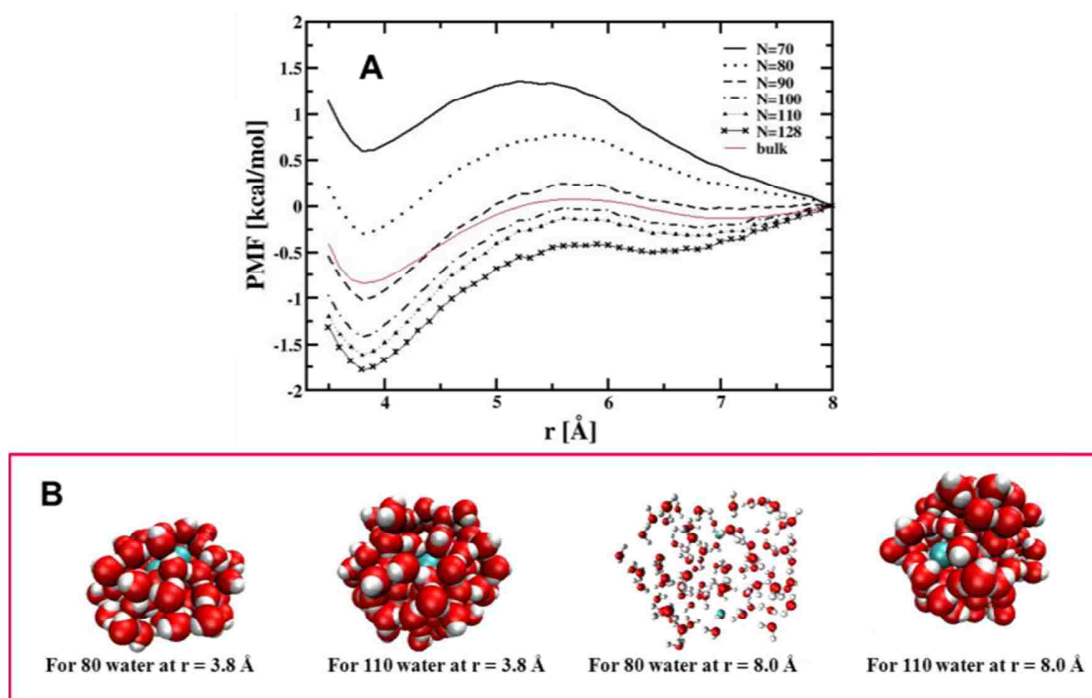 A
2
1.5
1
0.5
0
-0.5
-1
-1.5
-2
PMF [kcal/mol]
N=70
N=80
N=90
N=100
N=110
N=128
bulk
4 5 6 7 8
r [Å]
B
For 80 water at r = 3.8 Å For 110 water at r = 3.8 Å For 80 water at r = 8.0 Å For 110 water at r = 8.0 Å